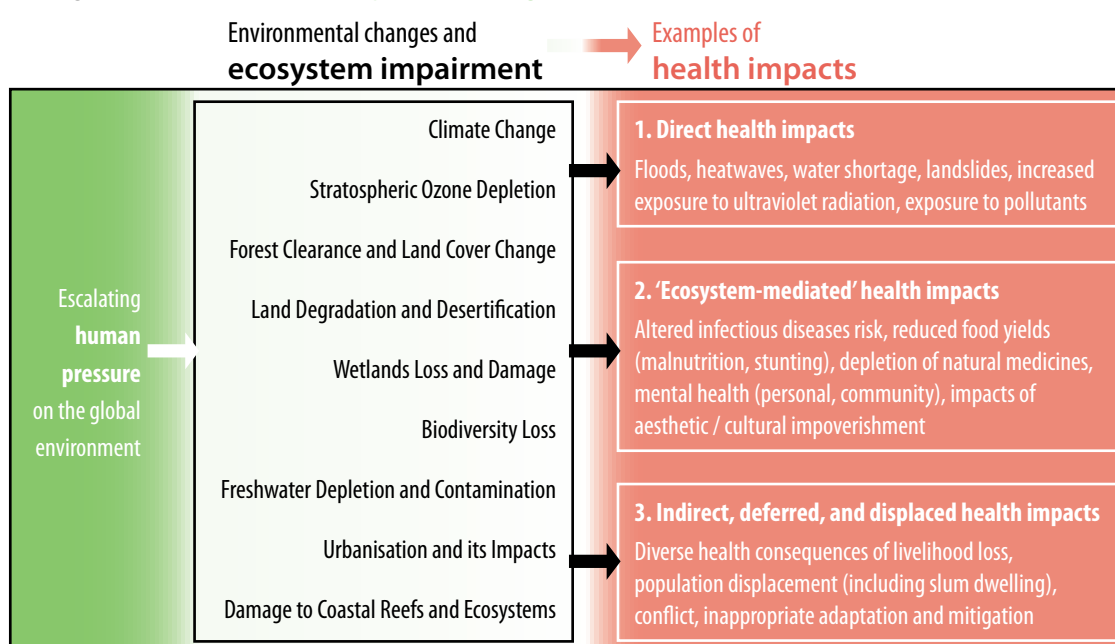 Environmental changes and
ecosystem impairment
Examples of
health impacts
Escalating
human
pressure
on the global
environment
Climate Change
Stratospheric Ozone Depletion
Forest Clearance and Land Cover Change
Land Degradation and Desertification
Wetlands Loss and Damage
Biodiversity Loss
Freshwater Depletion and Contamination
Urbanisation and its Impacts
Damage to Coastal Reefs and Ecosystems
1. Direct health impacts
Floods, heatwaves, water shortage, landslides, increased
exposure to ultraviolet radiation, exposure to pollutants
2. ‘Ecosystem-mediated’ health impacts
Altered infectious diseases risk, reduced food yields
(malnutrition, stunting), depletion of natural medicines,
mental health (personal, community), impacts of
aesthetic / cultural impoverishment
3. Indirect, deferred, and displaced health impacts
Diverse health consequences of livelihood loss,
population displacement (including slum dwelling),
conflict, inappropriate adaptation and mitigation